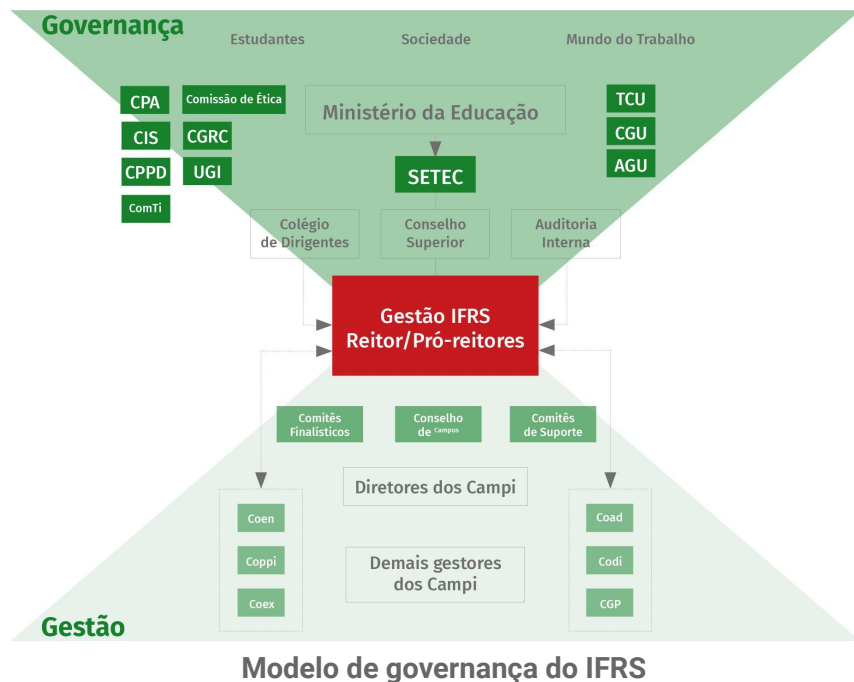 Governança
Estudantes
Sociedade
Mundo do Trabalho
CPA
Comissão de Ética
CIS
CGRC
CPPD
UGI
ComTi
Ministério da Educação
SETEC
TCU
CGU
AGU
Colégio
de Dirigentes
Conselho
Superior
Auditoria
Interna
Gestão IFRS
Reitor/Pró-reitores
Comitês
Finalísticos
Conselho
de Campus
Comitês
de Suporte
Diretores dos Campi
Coen
Coppi
Coex
Demais gestores
dos Campi
Coad
Codi
CGP
Gestão
Modelo de governança do IFRS